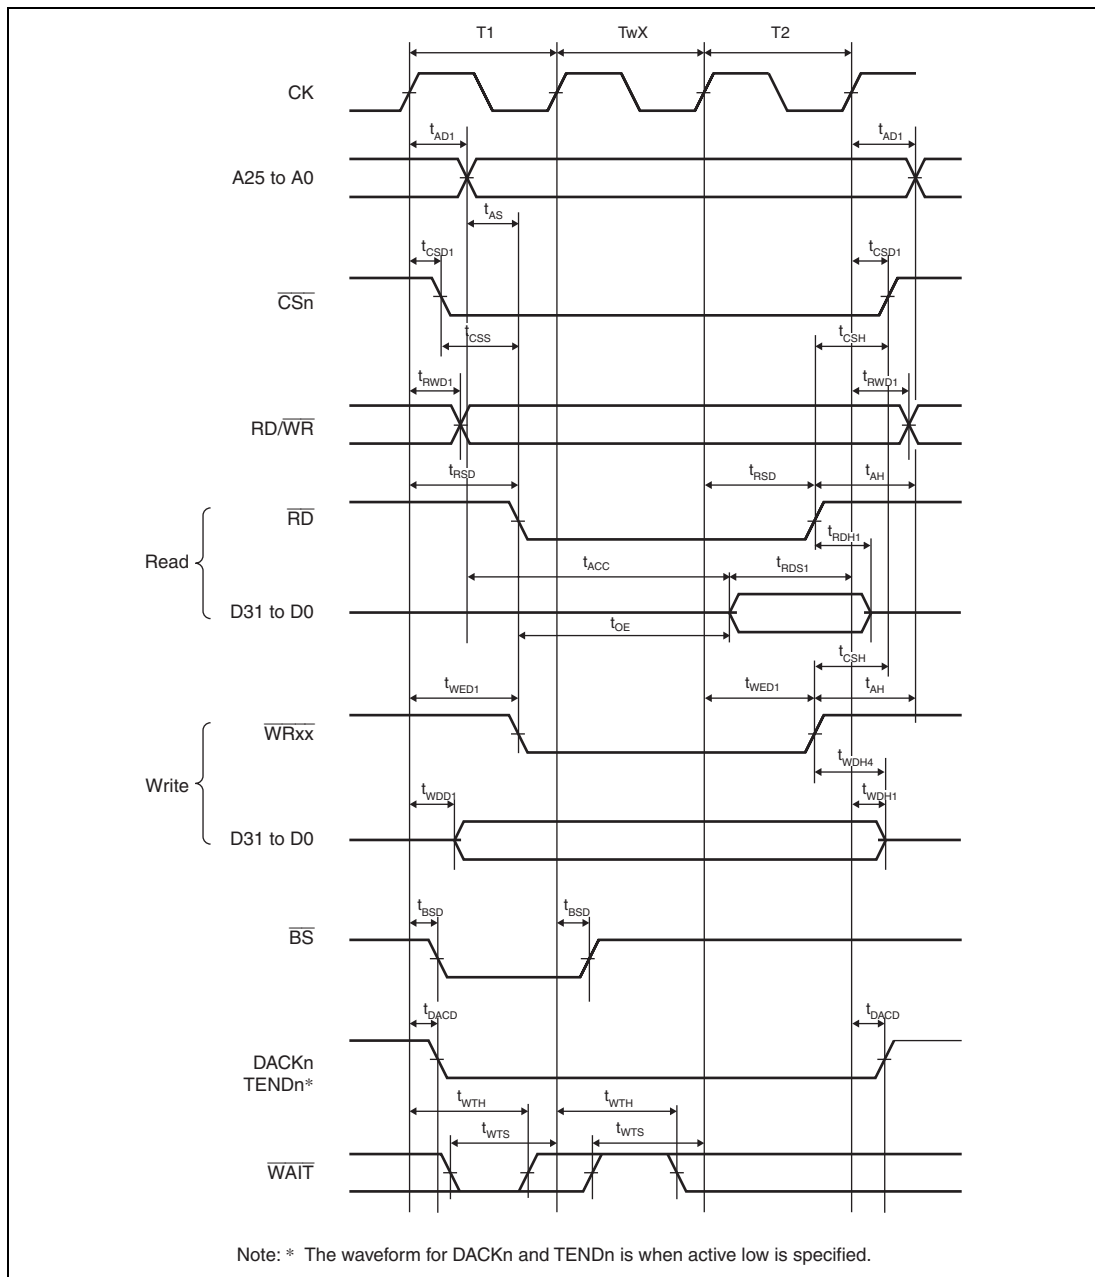 T1 TwX T2
CK
tAD1 tAD1
A25 to A0
tAS
tCSD1 tCSD1
CSn
tCSS tCSH
tRWD1 tRWD1
RD/WR
tRSD tRSD tAH
RD
tRDH1
Read
tACC tRDS1
D31 to D0
tOE
tCSH
tWED1 tWED1 tAH
WRxx
tWDH4
Write
tWDD1 tWDH1
D31 to D0
tBSD tBSD
BS
tDACD tDACD
DACKn
TENDn*
tWTH tWTH
tWTS tWTS
WAIT
Note: * The waveform for DACKn and TENDn is when active low is specified.